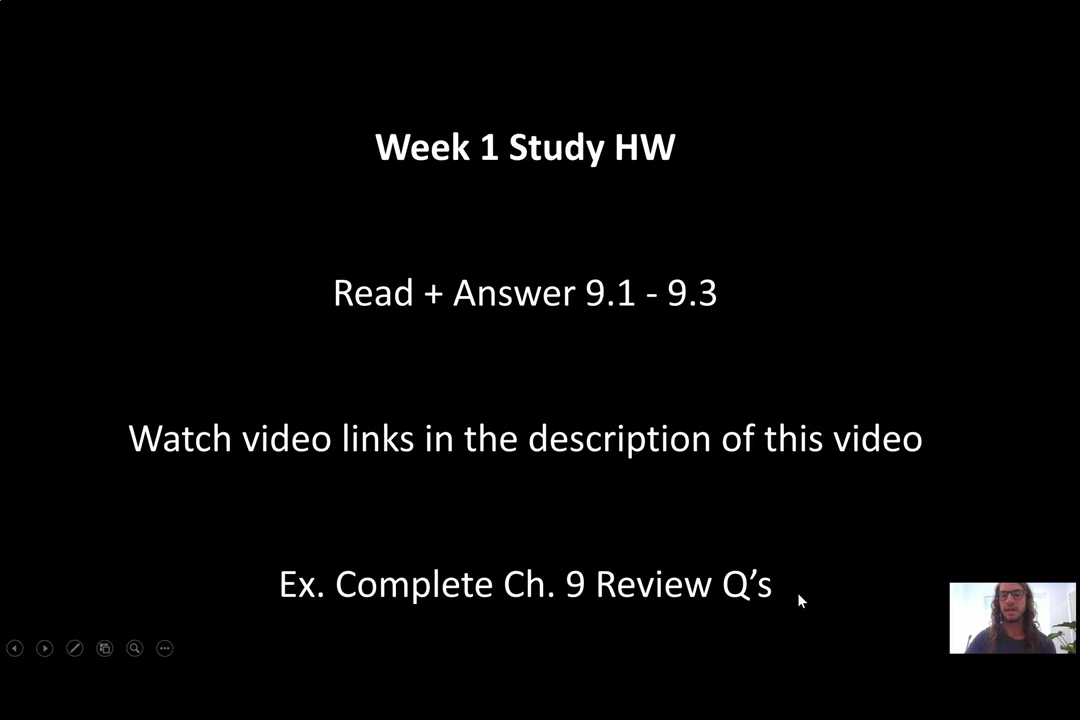 Week 1 Study HW
Read + Answer 9.1 - 9.3
Watch video links in the description of this video
Ex. Complete Ch. 9 Review Q’s